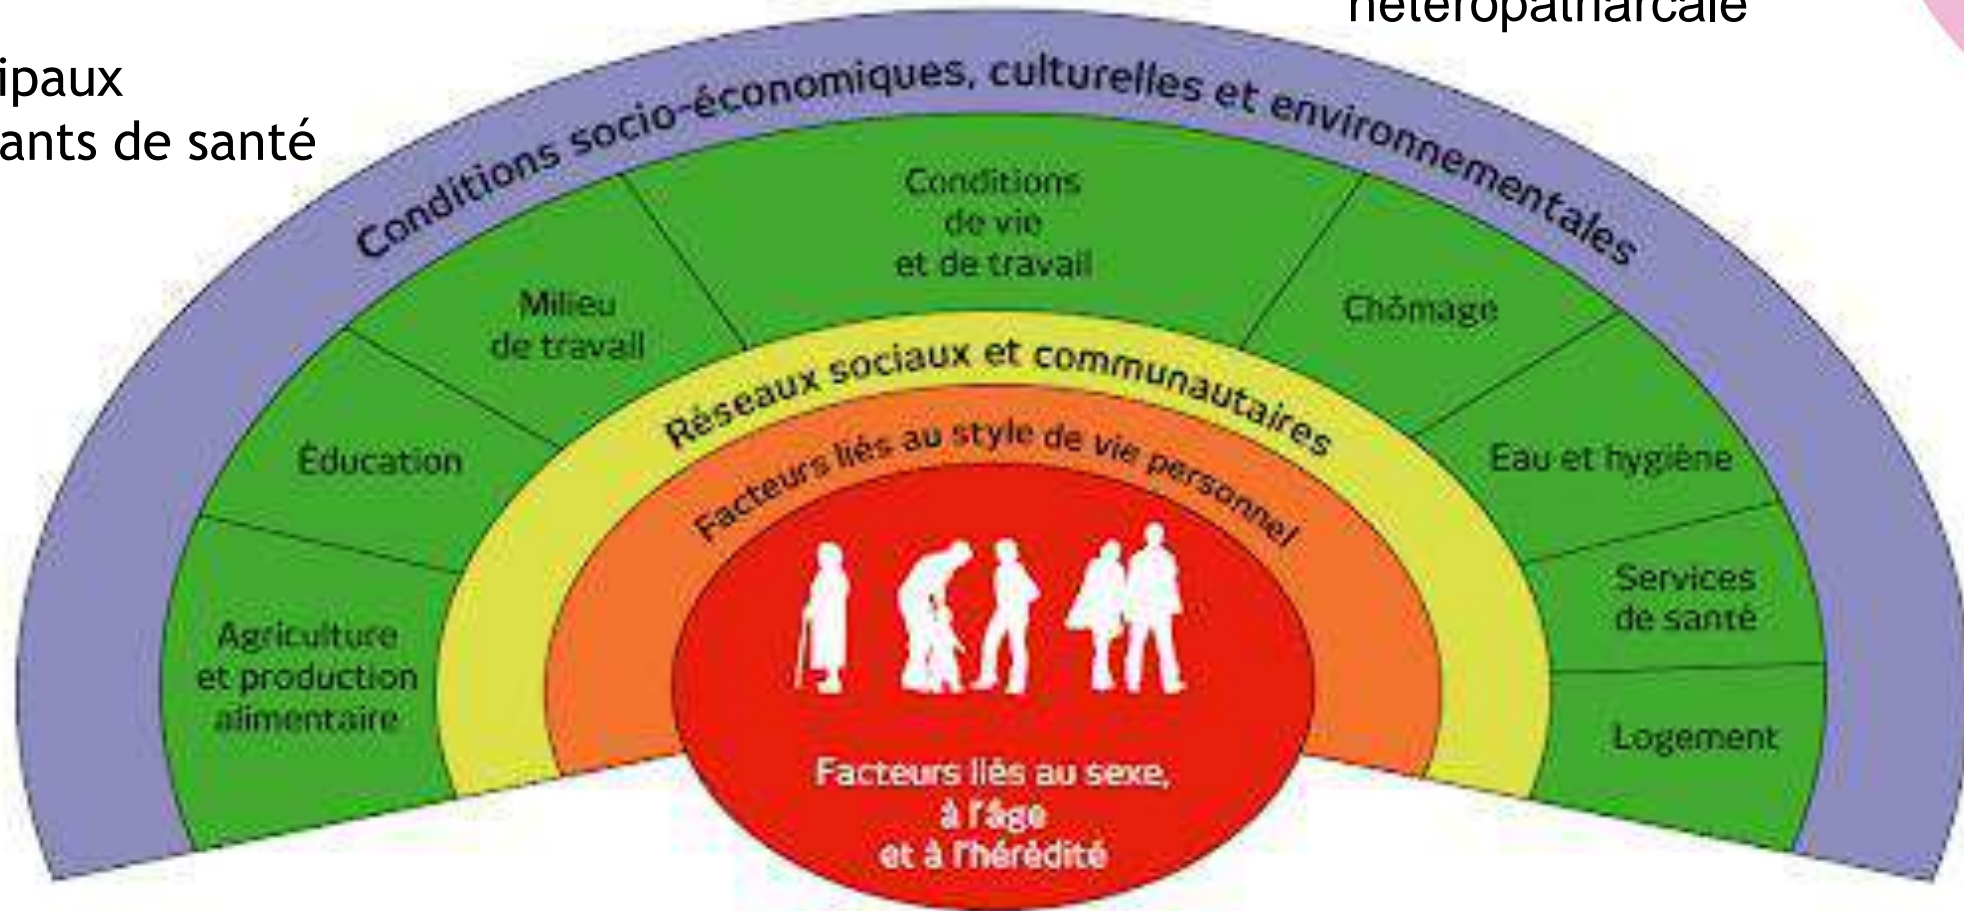 hétéropatriarcale
ipaux
ants de santé
Conditions socio-économiques, culturelles et environnementales
Conditions
de vie
et de travail
Milieu
de travail
Chômage
Éducation
Eau et hygiène
Agriculture
et production
alimentaire
Services
de santé
Logement
Réseaux sociaux et communautaires
Facteurs liés au style de vie personnel
Facteurs liés au sexe,
à l'âge
et à l'hérédité